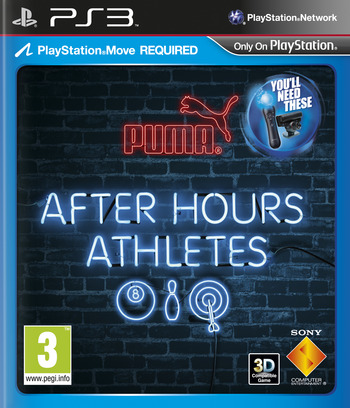 PS3
PlayStation®Network
PlayStation®Move REQUIRED
Only On PlayStation®
YOU'LL
NEED
THESE
PUMA®
AFTER HOURS
ATHLETES
8
3
www.pegi.info
3D
Compatible
Game
SONY
COMPUTER
ENTERTAINMENT®